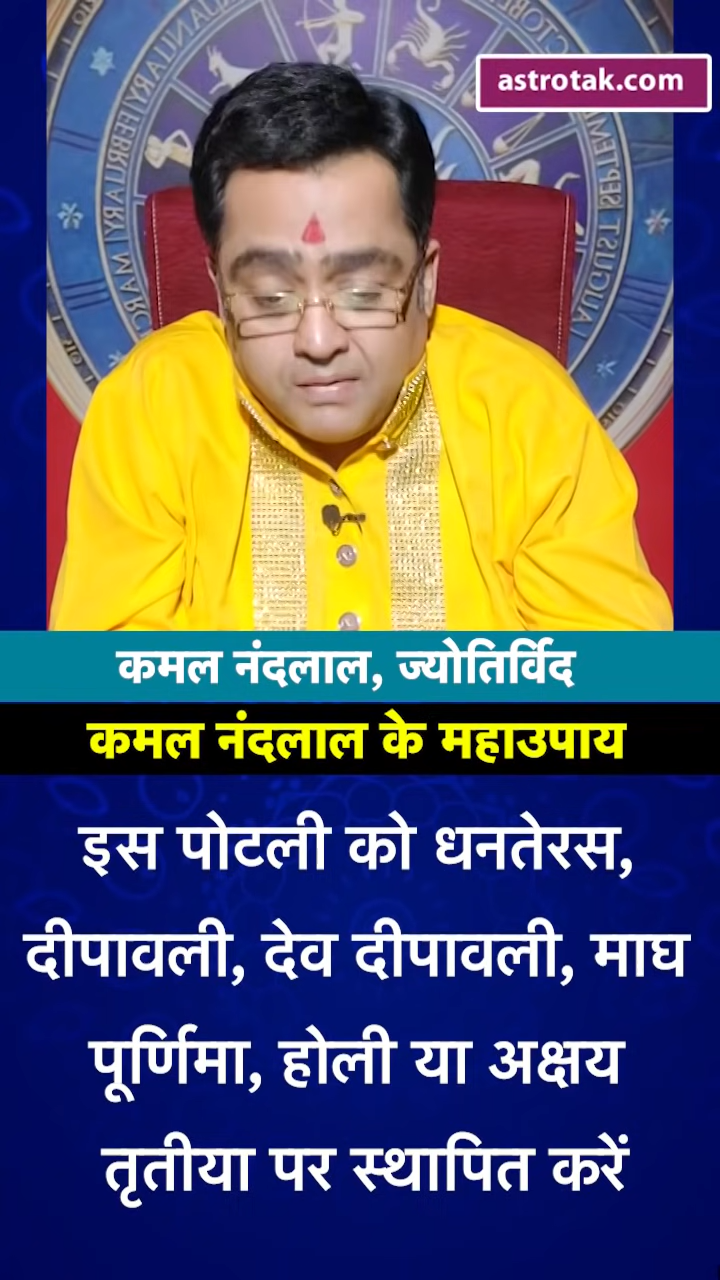 astrotak.com
कमल नंदलाल, ज्योतिर्विद
कमल नंदलाल के महाउपाय
इस पोटली को धनतेरस,
दीपावली, देव दीपावली, माघ
पूर्णिमा, होली या अक्षय
तृतीया पर स्थापित करें